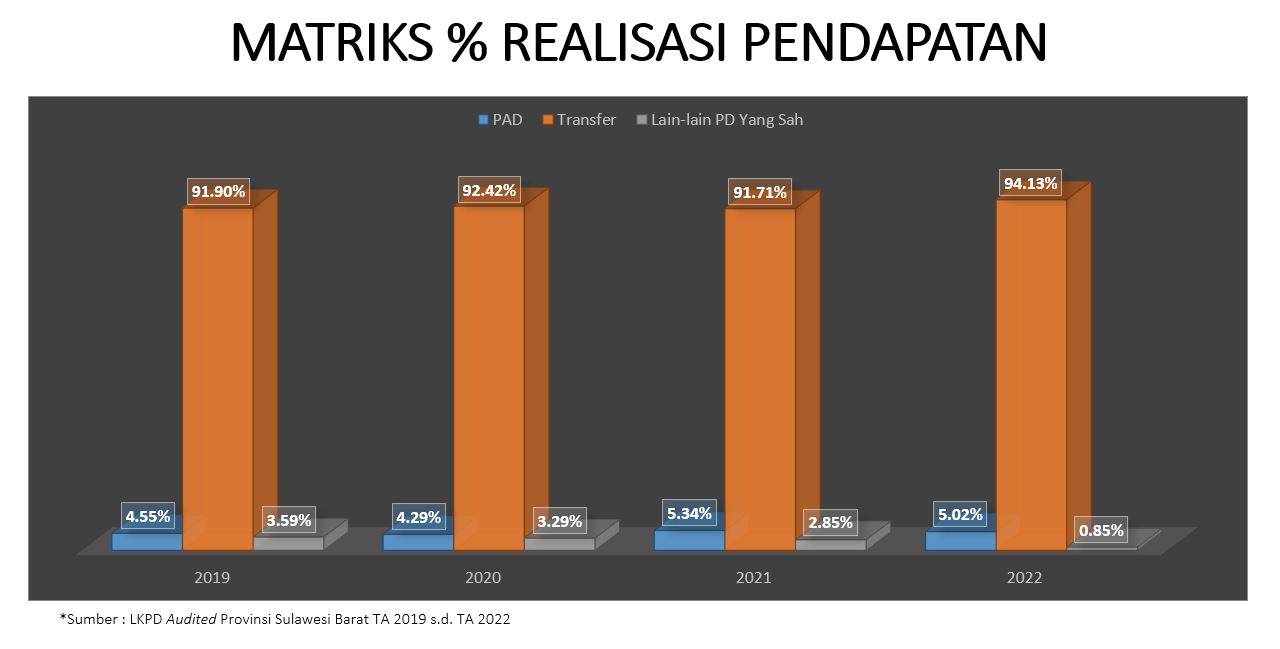 MATRIKS % REALISASI PENDAPATAN
PAD Transfer Lain-lain PD Yang Sah
91.90% 92.42% 91.71% 94.13%
4.55% 3.59% 4.29% 3.29% 5.34% 2.85% 5.02% 0.85%
2019 2020 2021 2022
*Sumber : LKPD Audited Provinsi Sulawesi Barat TA 2019 s.d. TA 2022